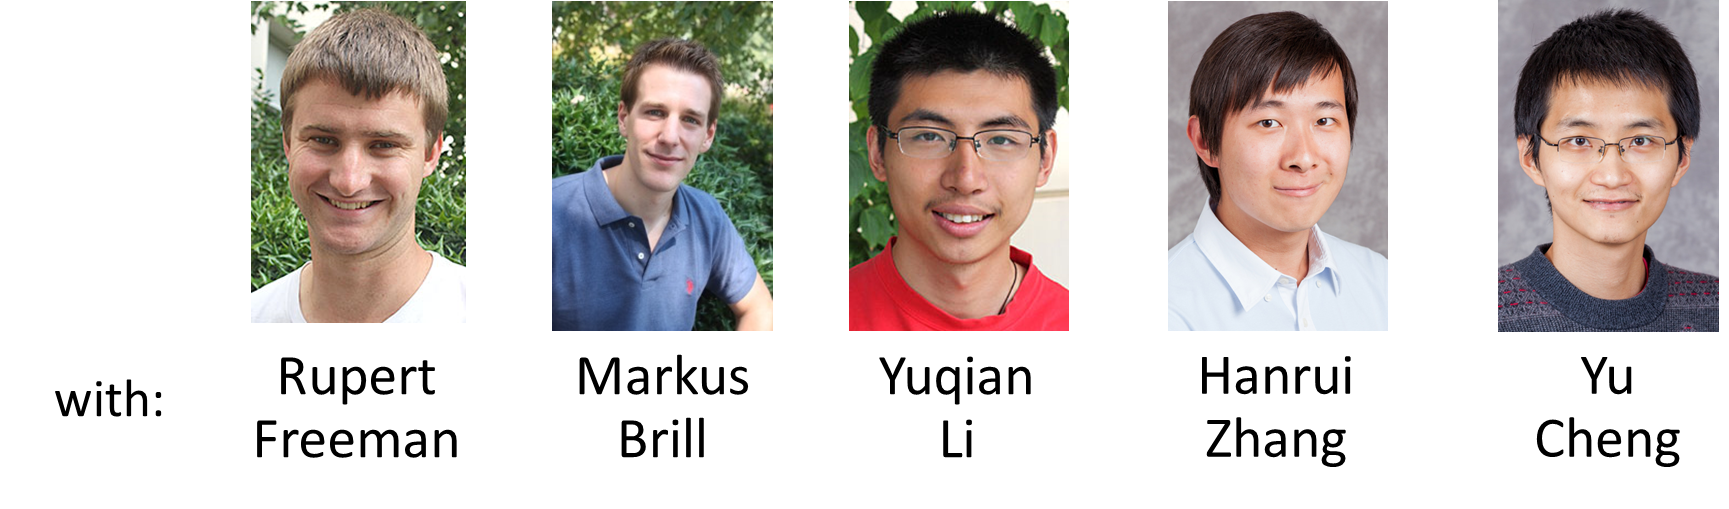 with:
Rupert
Freeman
Markus
Brill
Yuqian
Li
Hanrui
Zhang
Yu
Cheng